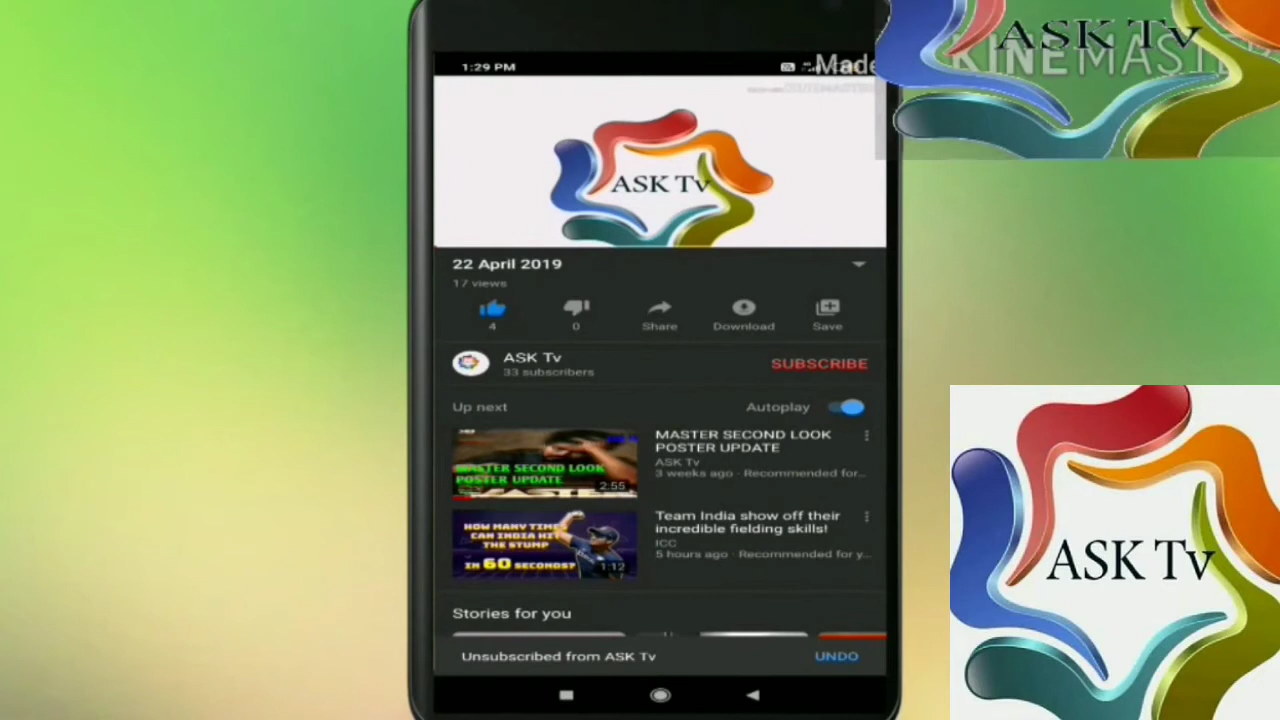 ASK Tv
KINEMASTER
1:29 PM
Made
ASK Tv
22 April 2019
17 views
4
0
Share
Download
Save
ASK Tv
33 subscribers
SUBSCRIBE
Up next
Autoplay
MASTER SECOND LOOK
POSTER UPDATE
2:55
MASTER SECOND LOOK
POSTER UPDATE
ASK Tv
3 weeks ago · Recommended for...
HOW MANY TIMES
CAN INDIA HIT
THE STUMP
IN 60 SECONDS?
1:12
Team India show off their
incredible fielding skills!
ICC
5 hours ago · Recommended for y...
Stories for you
Unsubscribed from ASK Tv
UNDO
ASK Tv